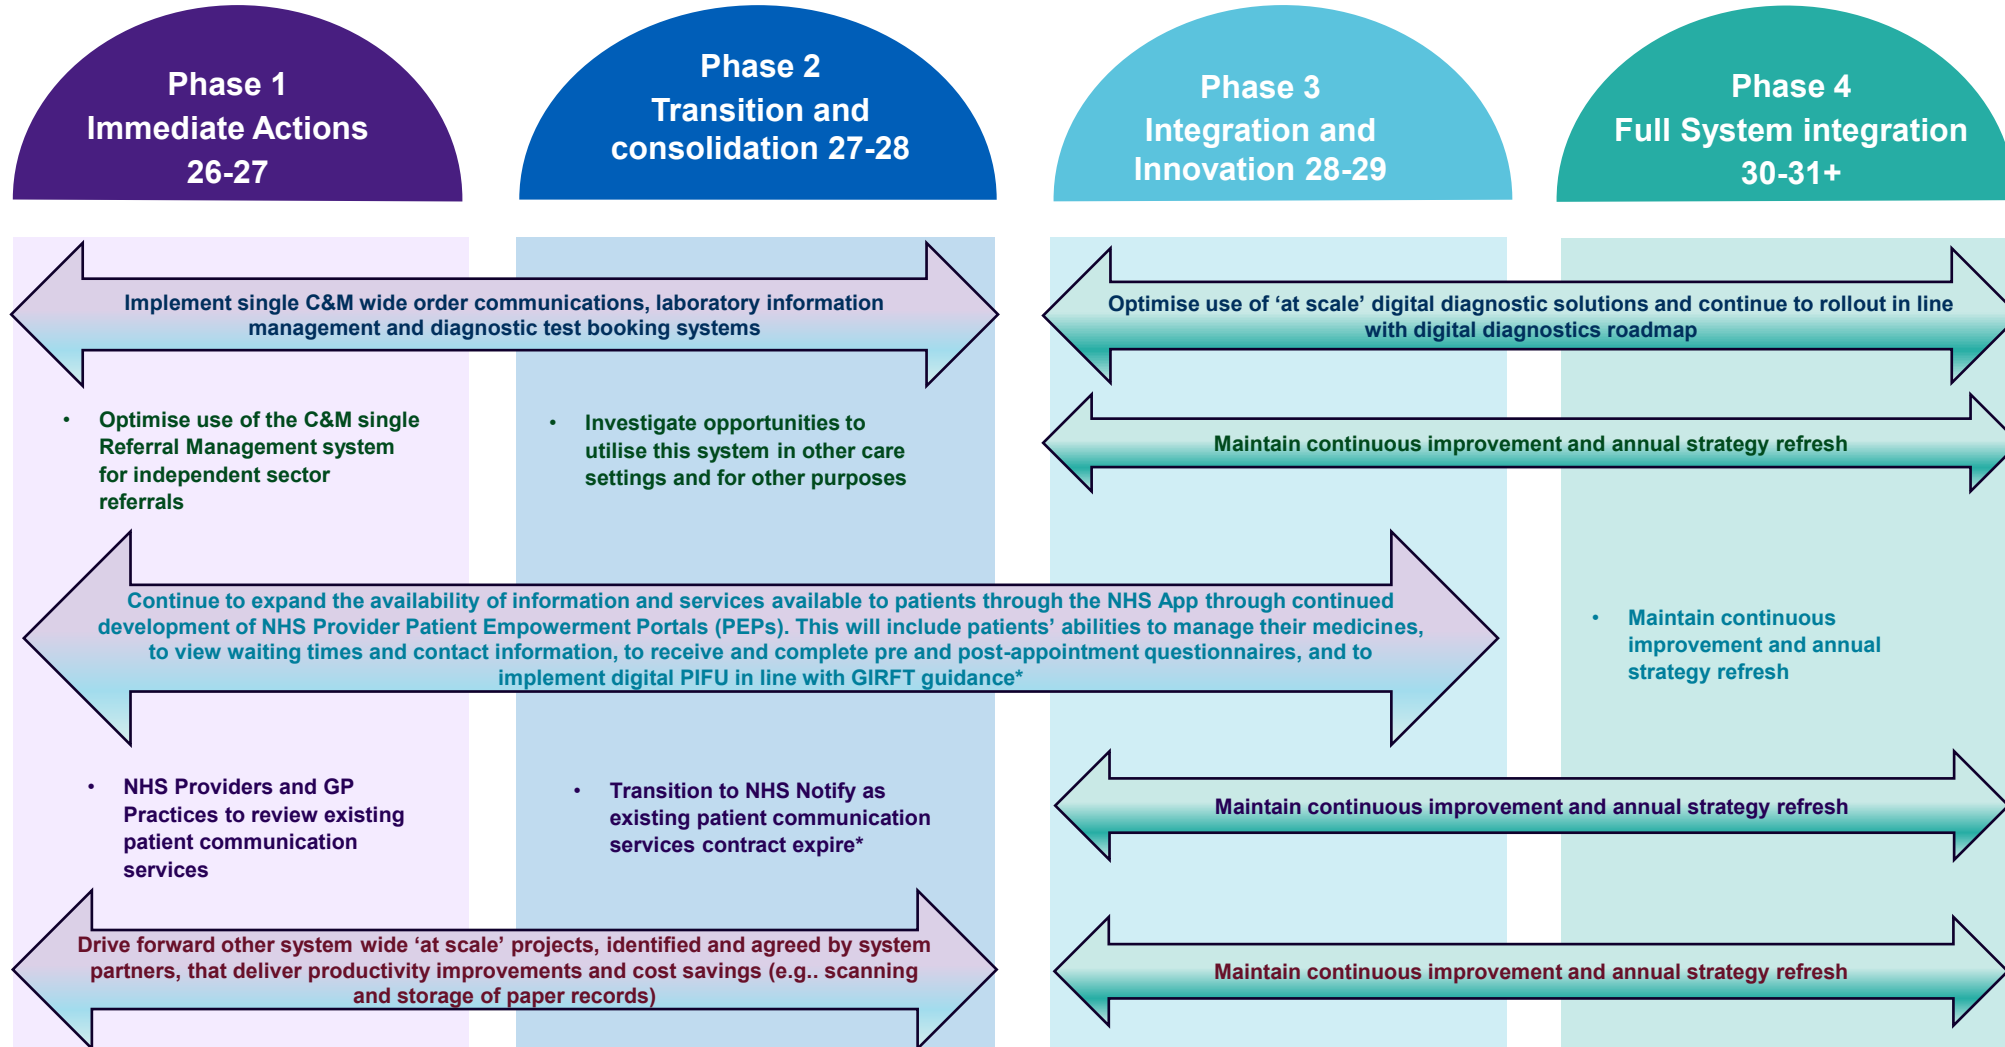 Phase 1
Immediate Actions
26-27
Phase 2
Transition and
consolidation 27-28
Phase 3
Integration and
Innovation 28-29
Phase 4
Full System integration
30-31+
Implement single C&M wide order communications, laboratory information
management and diagnostic test booking systems
Optimise use of ‘at scale’ digital diagnostic solutions and continue to rollout in line
with digital diagnostics roadmap
• Optimise use of the C&M single
Referral Management system
for independent sector
referrals
• Investigate opportunities to
utilise this system in other care
settings and for other purposes
Maintain continuous improvement and annual strategy refresh
Continue to expand the availability of information and services available to patients through the NHS App through continued
development of NHS Provider Patient Empowerment Portals (PEPs). This will include patients’ abilities to manage their medicines,
to view waiting times and contact information, to receive and complete pre and post-appointment questionnaires, and to
implement digital PIFU in line with GIRFT guidance*
• Maintain continuous
improvement and annual
strategy refresh
• NHS Providers and GP
Practices to review existing
patient communication
services
• Transition to NHS Notify as
existing patient communication
services contract expire*
Maintain continuous improvement and annual strategy refresh
Drive forward other system wide ‘at scale’ projects, identified and agreed by system
partners, that deliver productivity improvements and cost savings (e.g.. scanning
and storage of paper records)
Maintain continuous improvement and annual strategy refresh